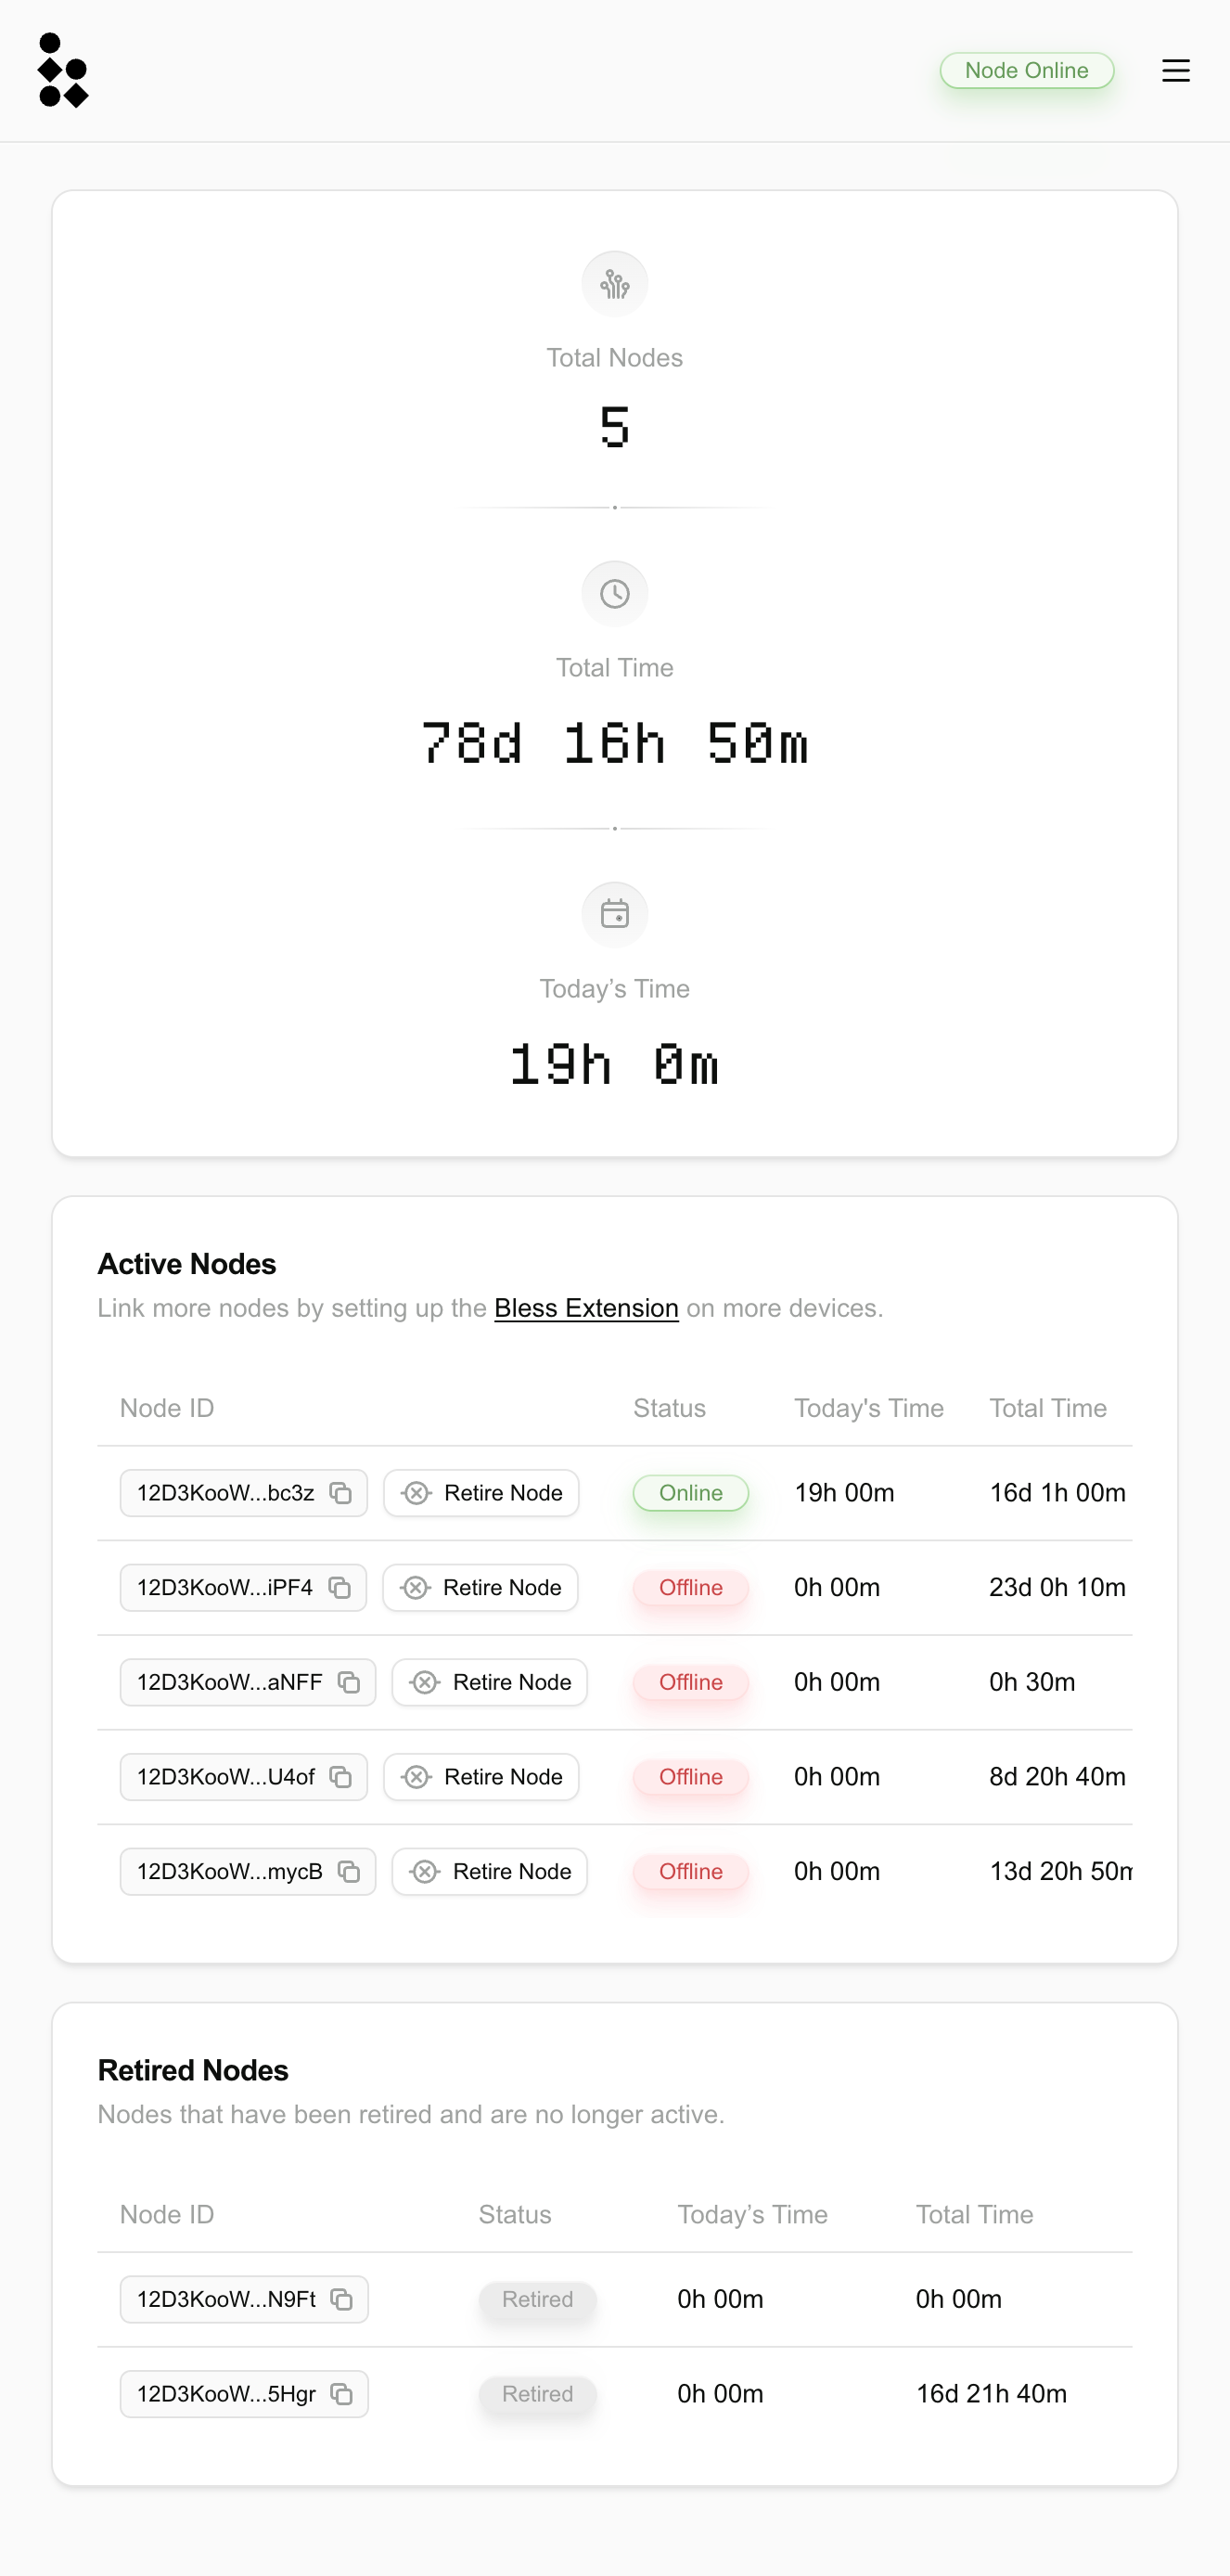 Node Online
Total Nodes
5
Total Time
78d 16h 50m
Today’s Time
19h 0m
Active Nodes
Link more nodes by setting up the Bless Extension on more devices.
Node ID Status Today's Time Total Time
12D3KooW...bc3z Retire Node Online 19h 00m 16d 1h 00m
12D3KooW...iPF4 Retire Node Offline 0h 00m 23d 0h 10m
12D3KooW...aNFF Retire Node Offline 0h 00m 0h 30m
12D3KooW...U4of Retire Node Offline 0h 00m 8d 20h 40m
12D3KooW...mycB Retire Node Offline 0h 00m 13d 20h 50m
Retired Nodes
Nodes that have been retired and are no longer active.
Node ID Status Today’s Time Total Time
12D3KooW...N9Ft Retired 0h 00m 0h 00m
12D3KooW...5Hgr Retired 0h 00m 16d 21h 40m